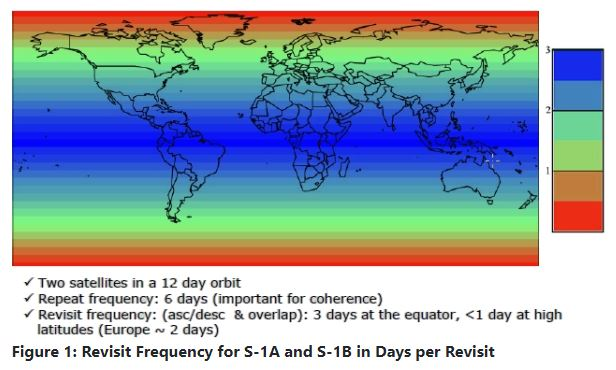 3
2
1
✓ Two satellites in a 12 day orbit
✓ Repeat frequency: 6 days (important for coherence)
✓ Revisit frequency: (asc/desc & overlap): 3 days at the equator, <1 day at high
latitudes (Europe ~ 2 days)
Figure 1: Revisit Frequency for S-1A and S-1B in Days per Revisit